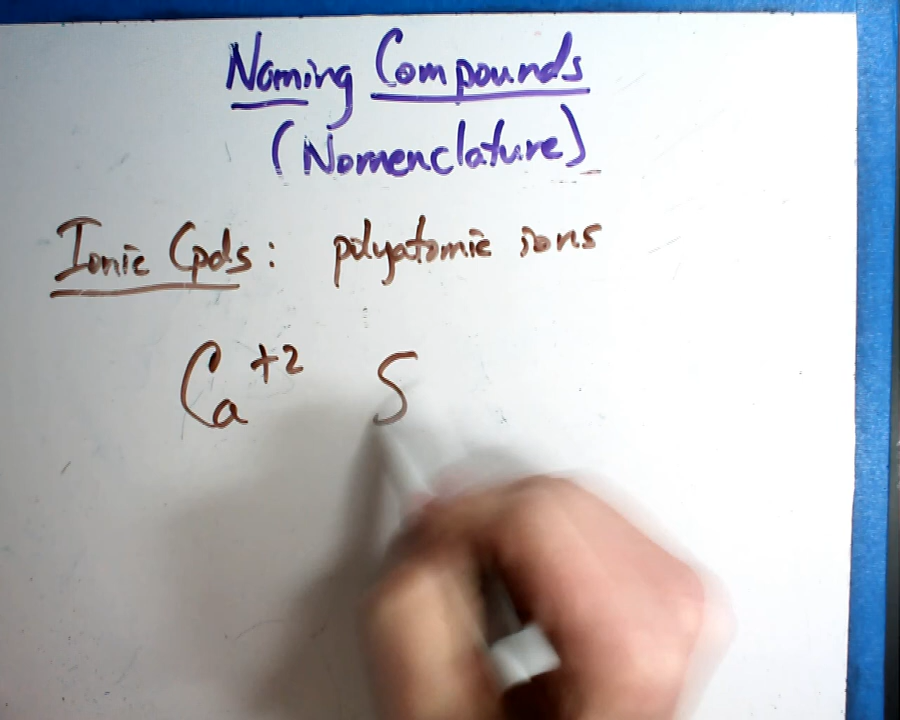 Naming Compounds
(Nomenclature)
Ionic Cpds: polyatomic ions
Ca+2 S